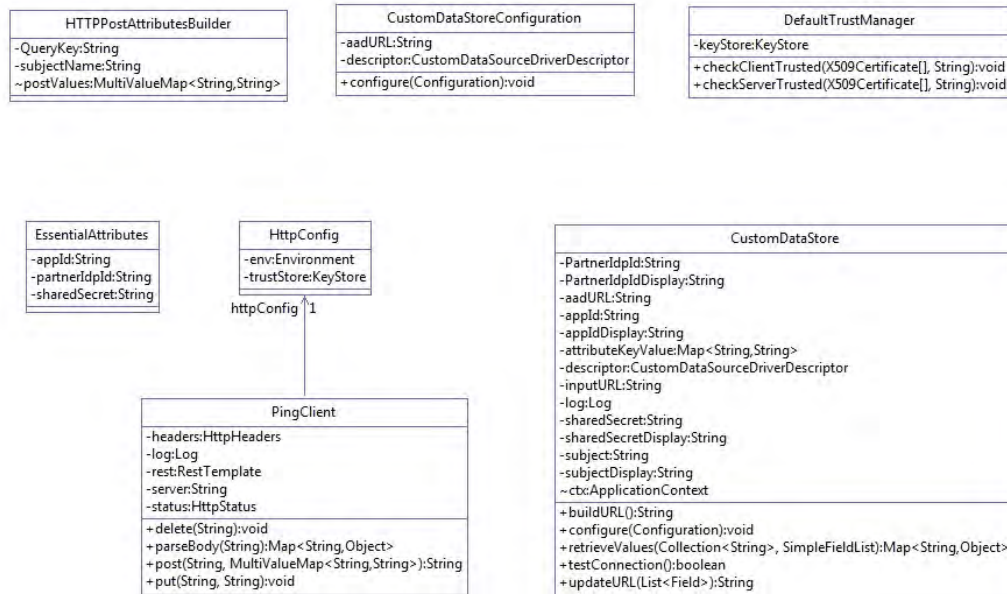 HTTPPostAttributesBuilder
-QueryKey:String
-subjectName:String
~postValues:MultiValueMap<String,String>
CustomDataStoreConfiguration
-aadURL:String
-descriptor:CustomDataSourceDriverDescriptor
+configure(Configuration):void
DefaultTrustManager
-keyStore:KeyStore
+checkClientTrusted(X509Certificate[], String):void
+checkServerTrusted(X509Certificate[], String):void
EssentialAttributes
-appId:String
-partnerIdpId:String
-sharedSecret:String
HttpConfig
-env:Environment
-trustStore:KeyStore
httpConfig 1
PingClient
-headers:HttpHeaders
-log:Log
-rest:RestTemplate
-server:String
-status:HttpStatus
+delete(String):void
+parseBody(String):Map<String,Object>
+post(String, MultiValueMap<String,String>):String
+put(String, String):void
CustomDataStore
-PartnerIdpId:String
-PartnerIdpIdDisplay:String
-aadURL:String
-appId:String
-appIdDisplay:String
-attributeKeyValue:Map<String,String>
-descriptor:CustomDataSourceDriverDescriptor
-inputURL:String
-log:Log
-sharedSecret:String
-sharedSecretDisplay:String
-subject:String
-subjectDisplay:String
~ctx:ApplicationContext
+buildURL():String
+configure(Configuration):void
+retrieveValues(Collection<String>, SimpleFieldList):Map<String,Object>
+testConnection():boolean
+updateURL(List<Field>):String